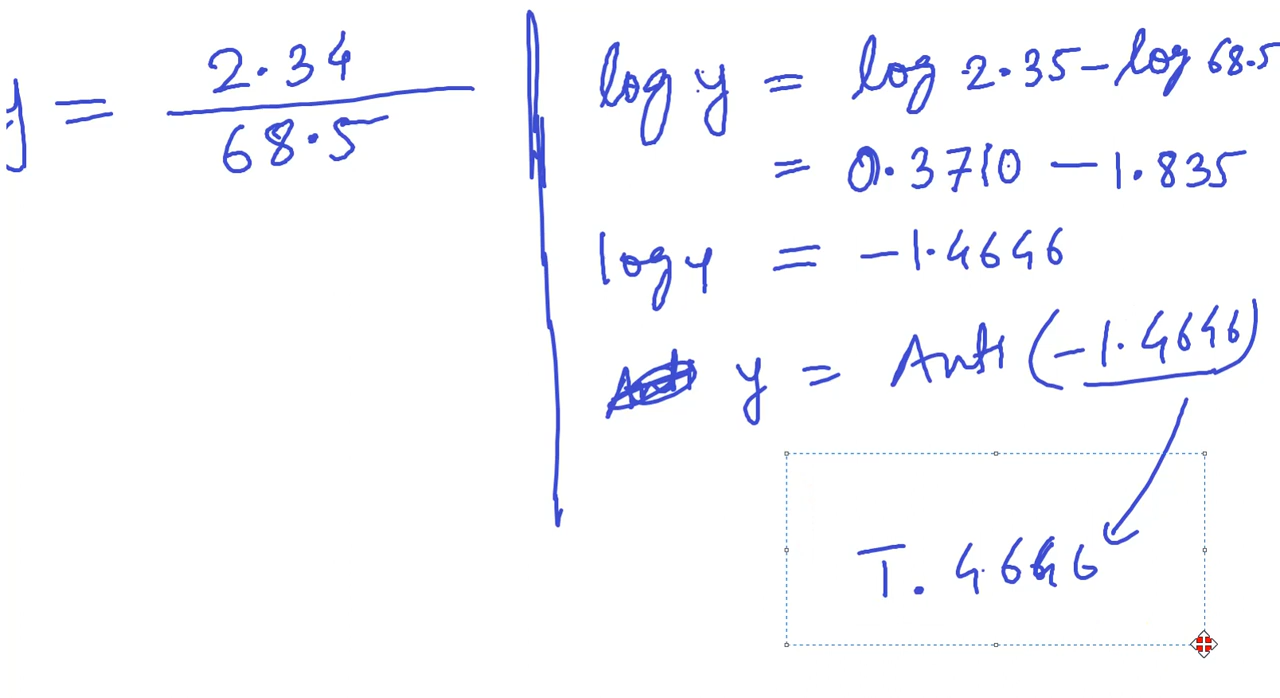 y = 2.34 / 68.5
log y = log 2.35 - log 68.5
= 0.3710 - 1.835
log y = -1.4646
y = Anti (-1.4646)
1̅.4646